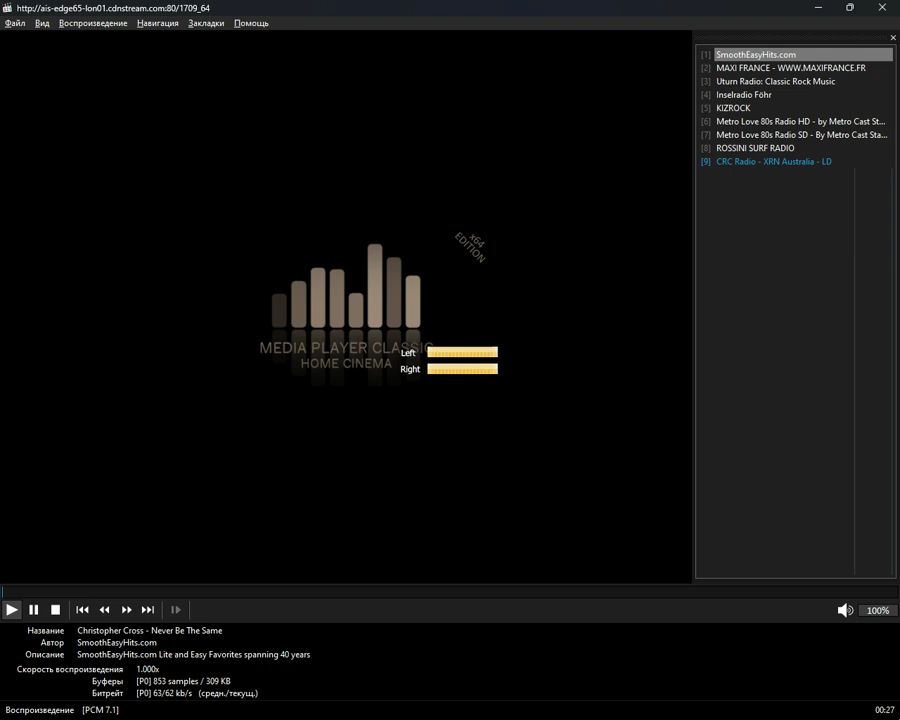 http://ais-edge65-lon01.cdnstream.com:80/1709_64
Файл Вид Воспроизведение Навигация Закладки Помощь
[1] SmoothEasyHits.com
[2] MAXI FRANCE - WWW.MAXIFRANCE.FR
[3] Uturn Radio: Classic Rock Music
[4] Inselradio Föhr
[5] KIZROCK
[6] Metro Love 80s Radio HD - by Metro Cast St...
[7] Metro Love 80s Radio SD - By Metro Cast Sta...
[8] ROSSINI SURF RADIO
[9] CRC Radio - XRN Australia - LD
x64
EDITION
MEDIA PLAYER CLASSIC
HOME CINEMA
Left
Right
100%
Название Christopher Cross - Never Be The Same
Автор SmoothEasyHits.com
Описание SmoothEasyHits.com Lite and Easy Favorites spanning 40 years
Скорость воспроизведения 1.000x
Буферы [P0] 853 samples / 309 KB
Битрейт [P0] 63/62 kb/s (средн./текущ.)
Воспроизведение [PCM 7.1] 00:27